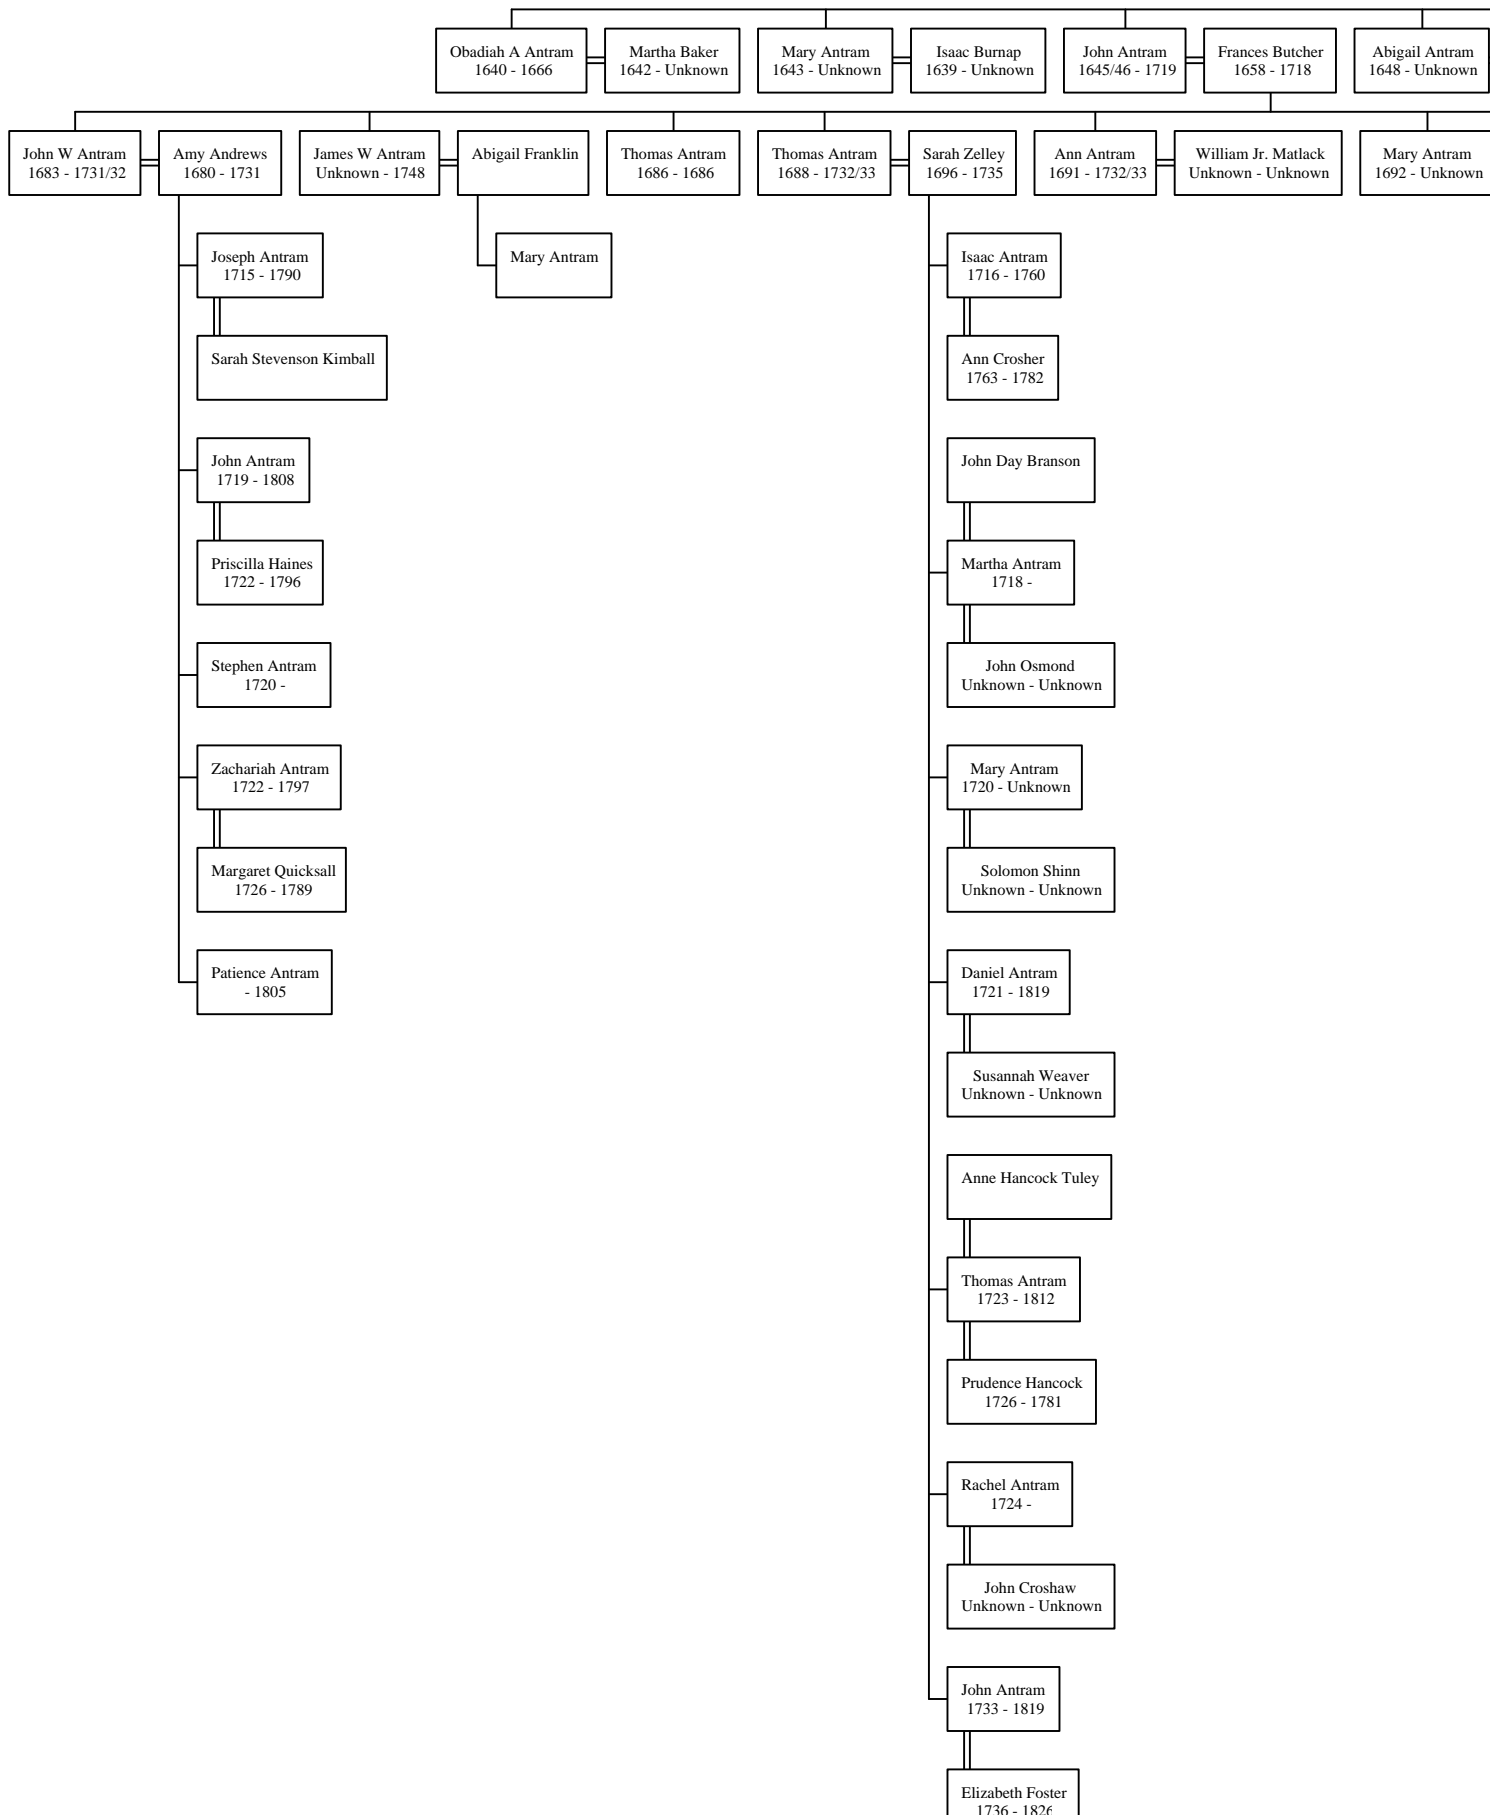 Obadiah A Antram
1640 - 1666
Martha Baker
1642 - Unknown
Mary Antram
1643 - Unknown
Isaac Burnap
1639 - Unknown
John Antram
1645/46 - 1719
Frances Butcher
1658 - 1718
Abigail Antram
1648 - Unknown
John W Antram
1683 - 1731/32
Amy Andrews
1680 - 1731
James W Antram
Unknown - 1748
Abigail Franklin
Thomas Antram
1686 - 1686
Thomas Antram
1688 - 1732/33
Sarah Zelley
1696 - 1735
Ann Antram
1691 - 1732/33
William Jr. Matlack
Unknown - Unknown
Mary Antram
1692 - Unknown
Joseph Antram
1715 - 1790
Sarah Stevenson Kimball
John Antram
1719 - 1808
Priscilla Haines
1722 - 1796
Stephen Antram
1720 -
Zachariah Antram
1722 - 1797
Margaret Quicksall
1726 - 1789
Patience Antram
- 1805
Mary Antram
Isaac Antram
1716 - 1760
Ann Crosher
1763 - 1782
John Day Branson
Martha Antram
1718 -
John Osmond
Unknown - Unknown
Mary Antram
1720 - Unknown
Solomon Shinn
Unknown - Unknown
Daniel Antram
1721 - 1819
Susannah Weaver
Unknown - Unknown
Anne Hancock Tuley
Thomas Antram
1723 - 1812
Prudence Hancock
1726 - 1781
Rachel Antram
1724 -
John Croshaw
Unknown - Unknown
John Antram
1733 - 1819
Elizabeth Foster
1736 - 1826